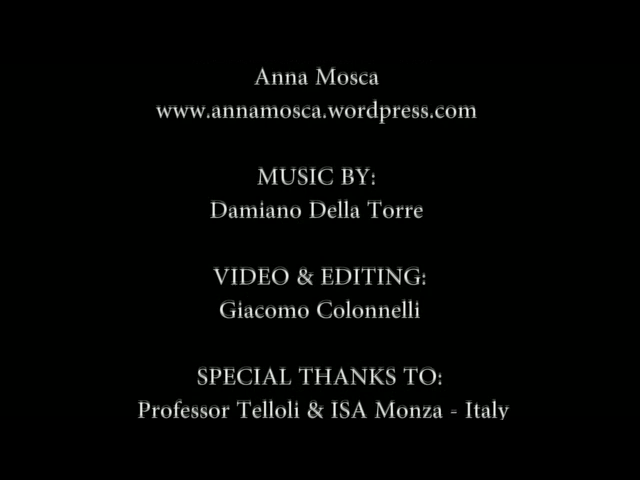 Anna Mosca
www.annamosca.wordpress.com
MUSIC BY:
Damiano Della Torre
VIDEO & EDITING:
Giacomo Colonnelli
SPECIAL THANKS TO:
Professor Telloli & ISA Monza - Italy